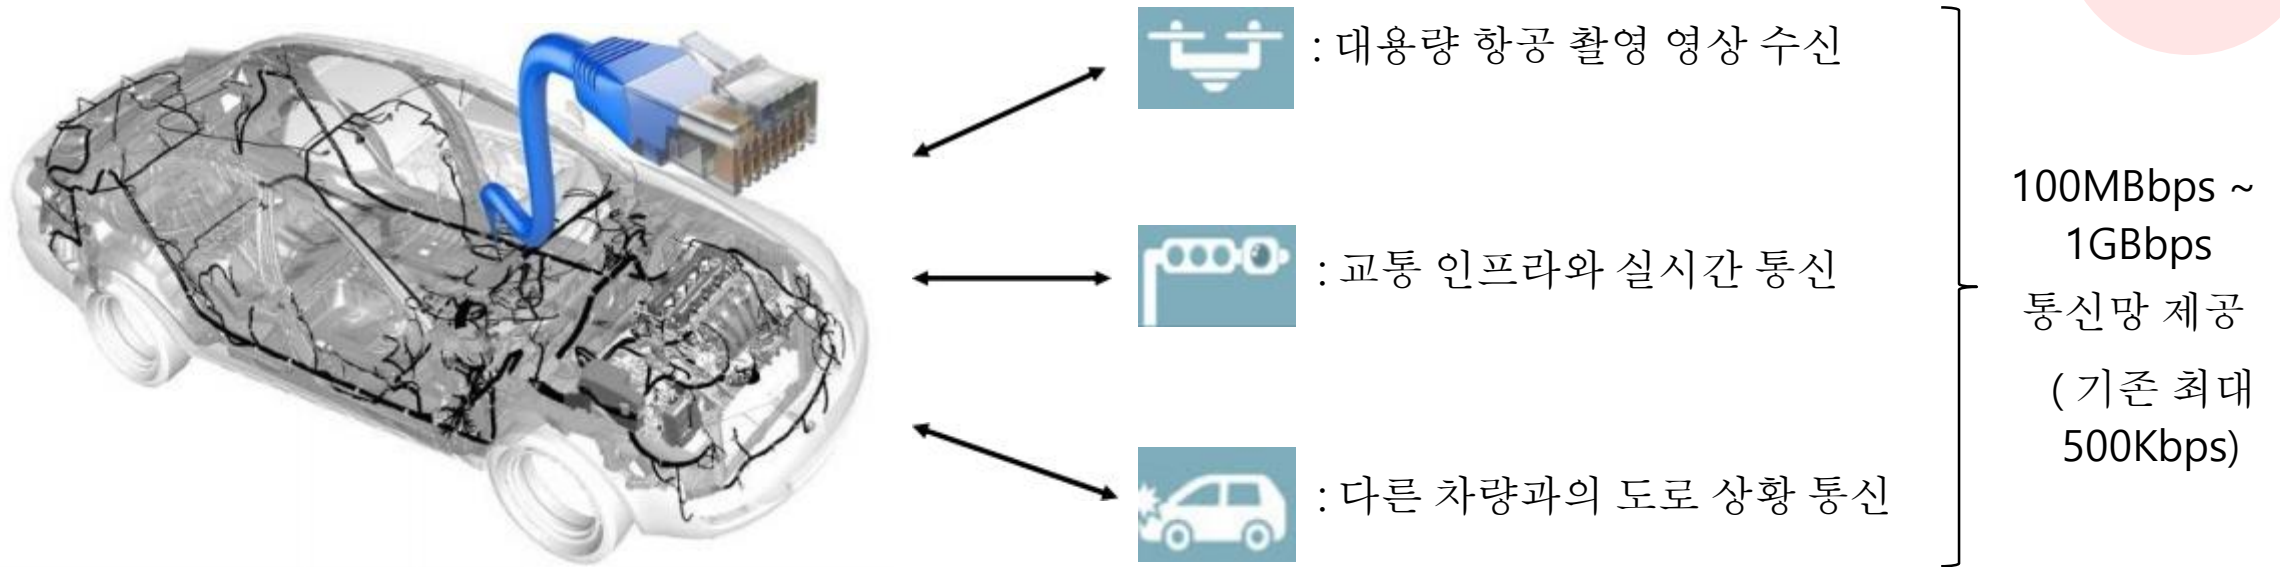 : 대용량 항공 촬영 영상 수신
: 교통 인프라와 실시간 통신
: 다른 차량과의 도로 상황 통신
100MBbps ~
1GBbps
통신망 제공
( 기존 최대
500Kbps)